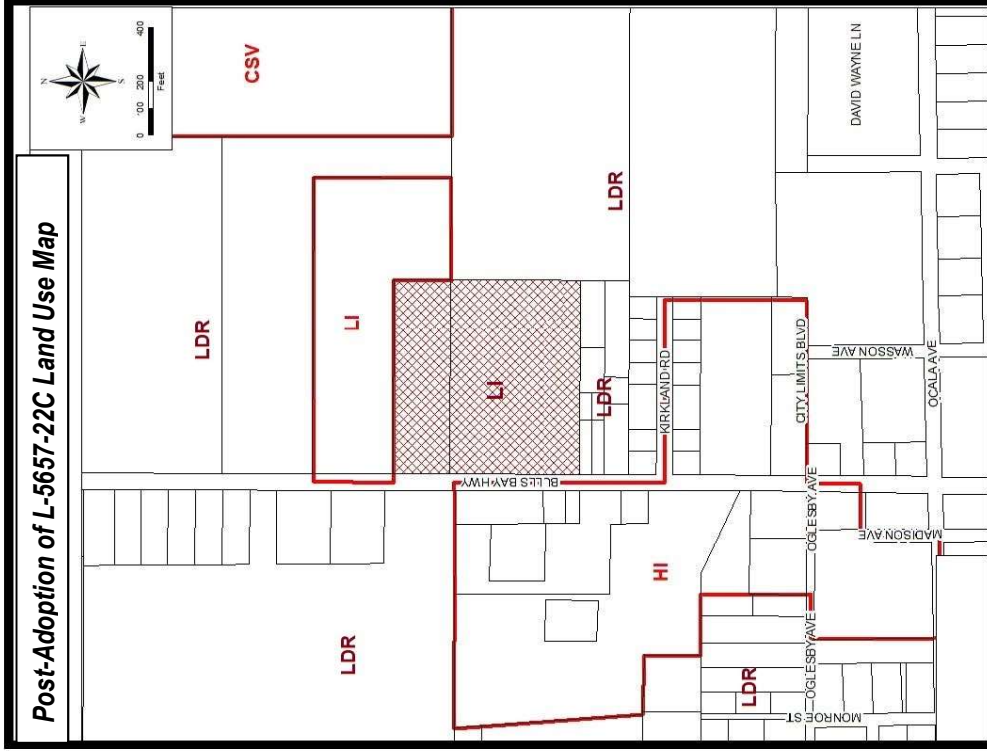 Post-Adoption of L-5657-22C Land Use Map
N
E
S
W
0 100 200 400
Feet
CSV
LDR
LI
LDR
LI
LDR
LDR
HI
LDR
BULLS BAY HWY
KIRKLAND RD
CITY LIMITS BLVD
DAVID WAYNE LN
WASSON AVE
OCALA AVE
OGLESBY AVE
OGLESBY AVE
MADISON AVE
MONROE ST